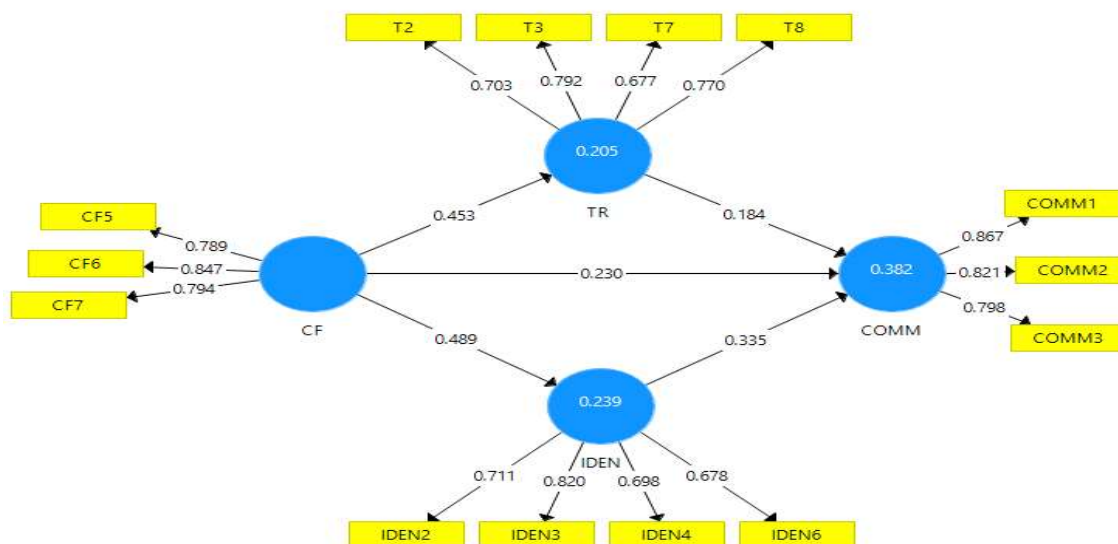 T2 T3 T7 T8
0.703 0.792 0.677 0.770
0.205
TR
CF5
CF6
CF7
0.789
0.847
0.794
CF
0.453
0.184
0.230
0.489
0.335
COMM1
COMM2
COMM3
0.867
0.821
0.798
0.382
COMM
0.239
IDEN
0.711 0.820 0.698 0.678
IDEN2 IDEN3 IDEN4 IDEN6